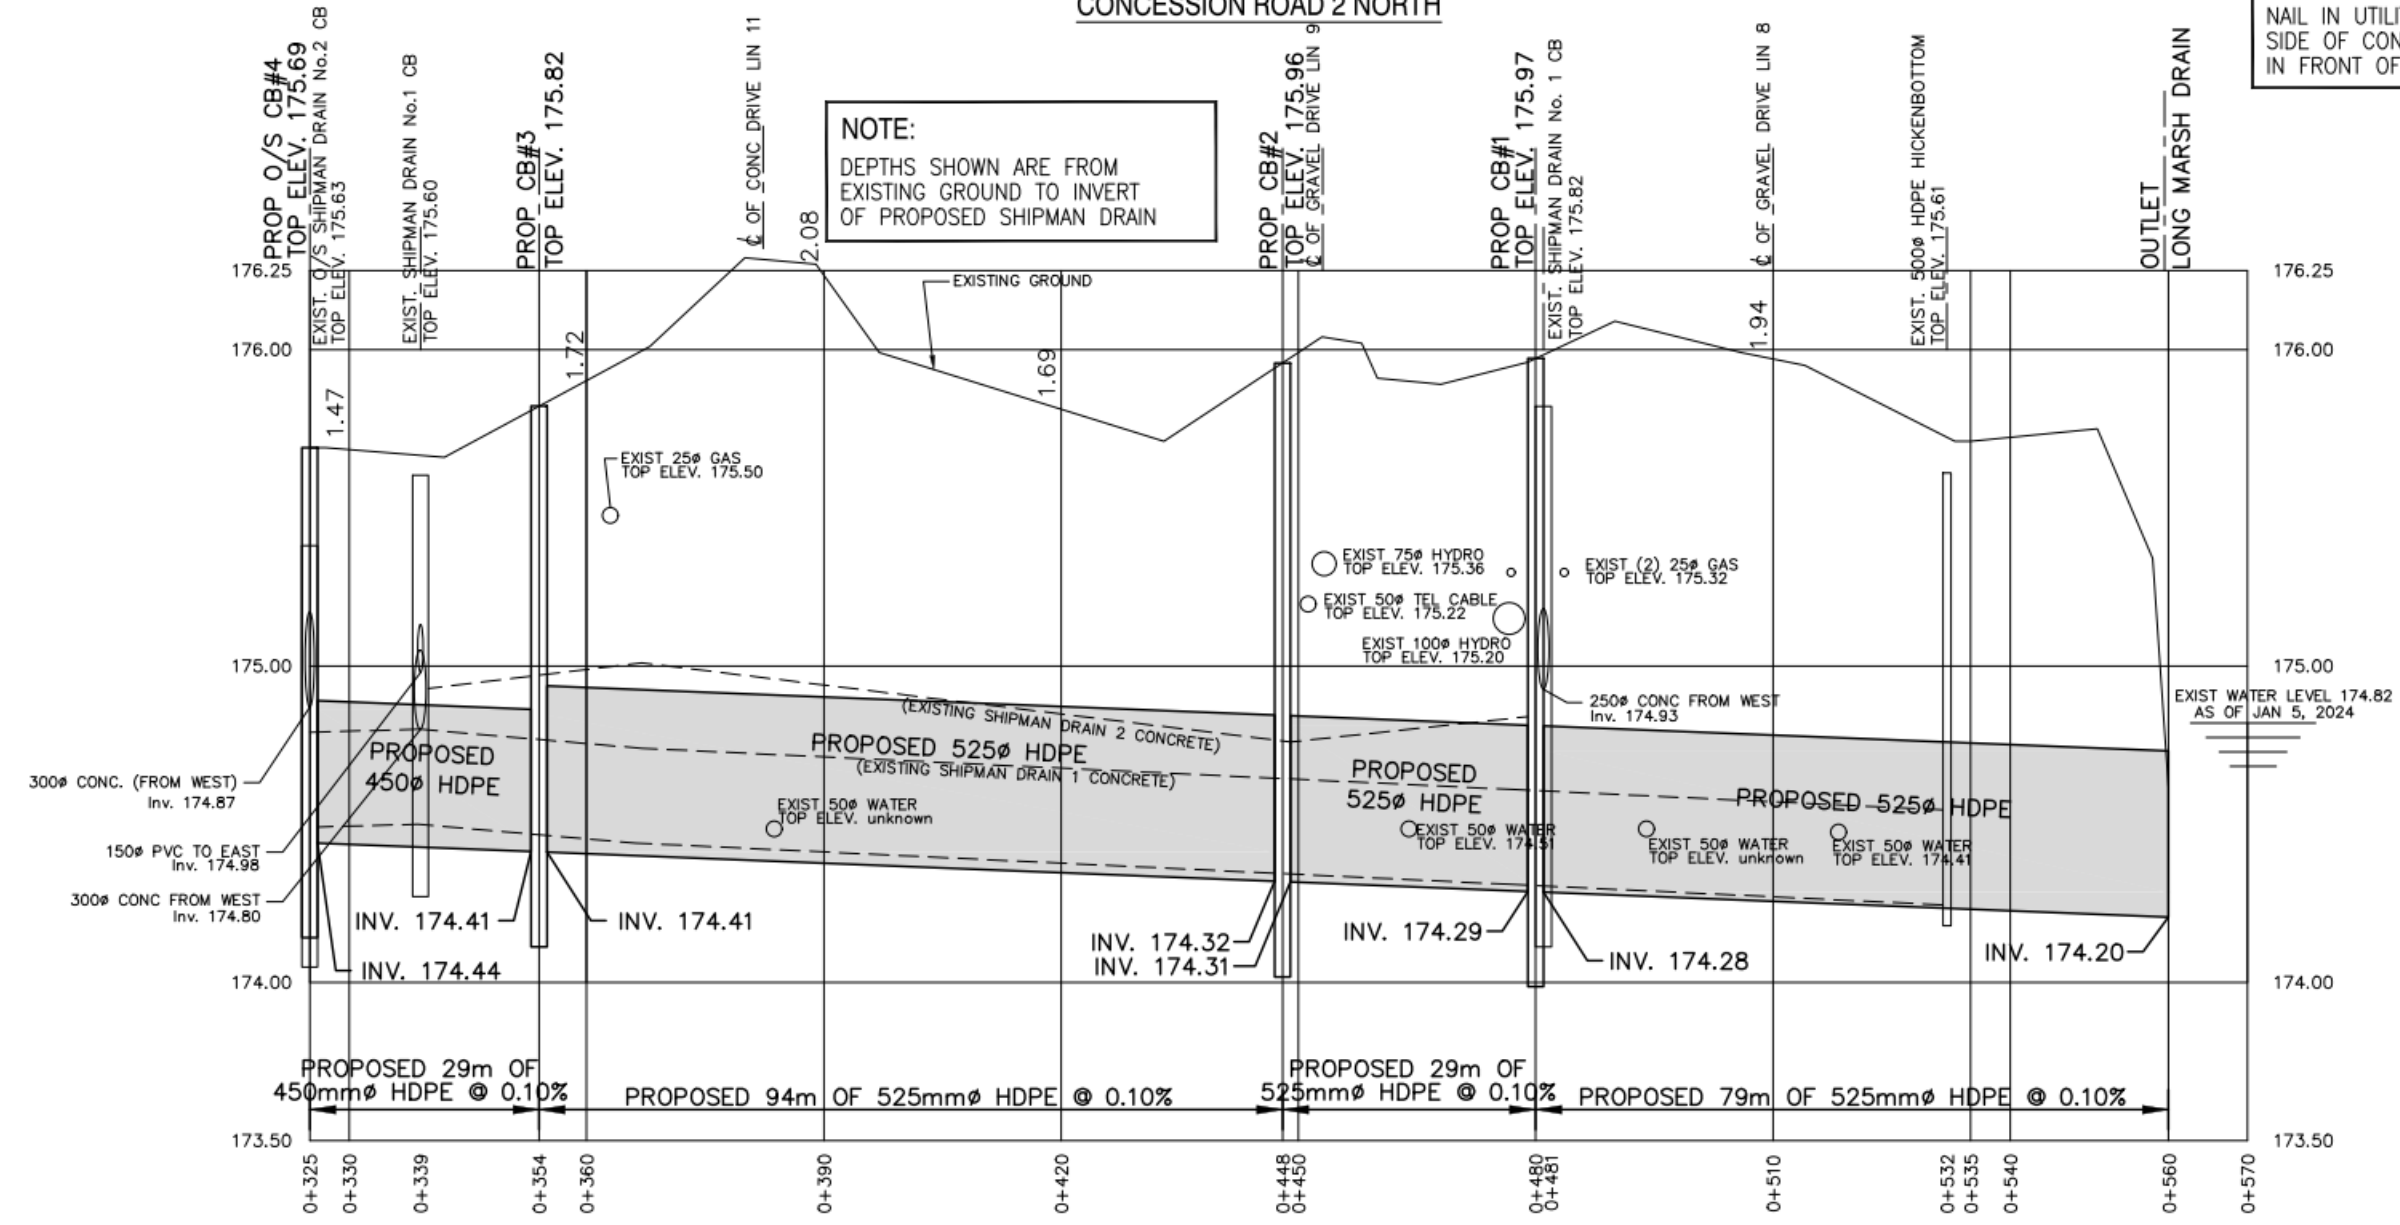 CONCESSION ROAD 2 NORTH
NAIL IN
SIDE OF
IN FRONT OF
PROP O/S CB#4
TOP ELEV. 175.69
EXIST. O/S SHIPMAN DRAIN No.2 CB
TOP ELEV. 175.63
EXIST. SHIPMAN DRAIN No.1 CB
TOP ELEV. 175.60
PROP CB#3
TOP ELEV. 175.82
℄ OF CONC DRIVE LIN 11
NOTE:
DEPTHS SHOWN ARE FROM
EXISTING GROUND TO INVERT
OF PROPOSED SHIPMAN DRAIN
PROP CB#2
TOP ELEV. 175.96
℄ OF GRAVEL DRIVE LIN 9
PROP CB#1
TOP ELEV. 175.97
EXIST. SHIPMAN DRAIN No. 1 CB
TOP ELEV. 175.82
℄ OF GRAVEL DRIVE LIN 8
EXIST. 500ø HDPE HICKENBOTTOM
TOP ELEV. 175.61
OUTLET
LONG MARSH DRAIN
176.25
176.25
176.00
176.00
1.47
1.72
2.08
EXISTING GROUND
1.69
1.94
EXIST 25ø GAS
TOP ELEV. 175.50
EXIST 75ø HYDRO
TOP ELEV. 175.36
EXIST 50ø TEL CABLE
TOP ELEV. 175.22
EXIST 100ø HYDRO
TOP ELEV. 175.20
EXIST (2) 25ø GAS
TOP ELEV. 175.32
175.00
175.00
250ø CONC FROM WEST
Inv. 174.93
EXIST WATER LEVEL 174.82
AS OF JAN 5, 2024
(EXISTING SHIPMAN DRAIN 2 CONCRETE)
PROPOSED
450ø HDPE
PROPOSED 525ø HDPE
(EXISTING SHIPMAN DRAIN 1 CONCRETE)
PROPOSED
525ø HDPE
PROPOSED 525ø HDPE
300ø CONC. (FROM WEST)
Inv. 174.87
EXIST 50ø WATER
TOP ELEV. unknown
EXIST 50ø WATER
TOP ELEV. 174.51
EXIST 50ø WATER
TOP ELEV. unknown
EXIST 50ø WATER
TOP ELEV. 174.41
150ø PVC TO EAST
Inv. 174.98
300ø CONC FROM WEST
Inv. 174.80
INV. 174.41
INV. 174.41
INV. 174.44
INV. 174.32
INV. 174.31
INV. 174.29
INV. 174.28
INV. 174.20
174.00
174.00
PROPOSED 29m OF
450mmø HDPE @ 0.10%
PROPOSED 94m OF 525mmø HDPE @ 0.10%
PROPOSED 29m OF
525mmø HDPE @ 0.10%
PROPOSED 79m OF 525mmø HDPE @ 0.10%
173.50
173.50
0+325
0+330
0+339
0+354
0+360
0+390
0+420
0+448
0+450
0+480
0+481
0+510
0+532
0+535
0+540
0+560
0+570